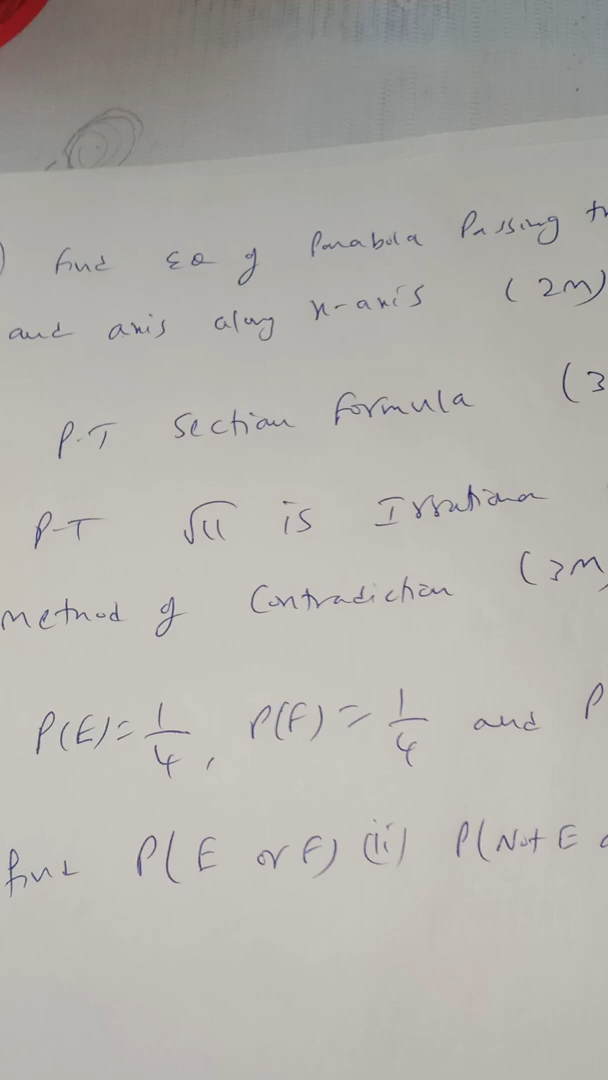 ) find EQ of Parabola Passing
and axis along x-axis (2M)
P.T Section formula (3
P-T √11 is Irrationa
method of Contradiction (3M)
P(E)=1/4, P(F)=1/4 and P
find P(E or F) (ii) P(Not E